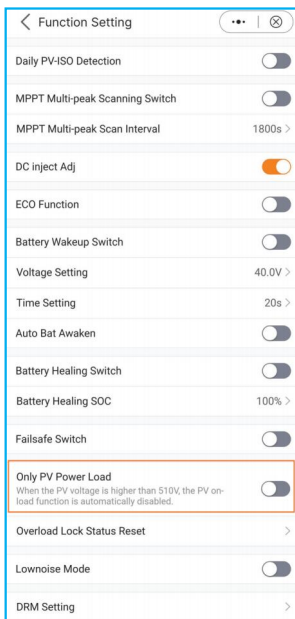 Function Setting
Daily PV-ISO Detection
MPPT Multi-peak Scanning Switch
MPPT Multi-peak Scan Interval 1800s >
DC inject Adj
ECO Function
Battery Wakeup Switch
Voltage Setting 40.0V >
Time Setting 20s >
Auto Bat Awaken
Battery Healing Switch
Battery Healing SOC 100% >
Failsafe Switch
Only PV Power Load
When the PV voltage is higher than 510V, the PV on-
load function is automatically disabled.
Overload Lock Status Reset >
Lownoise Mode
DRM Setting >